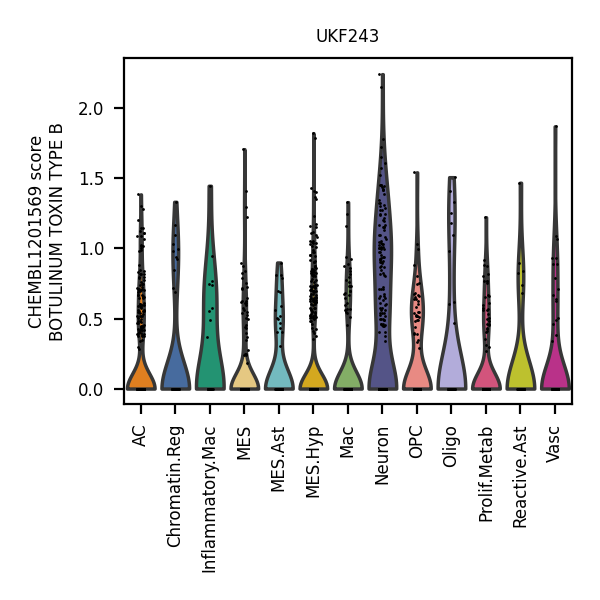 UKF243
CHEMBL1201569 score
BOTULINUM TOXIN TYPE B
2.0
1.5
1.0
0.5
0.0
AC
Chromatin.Reg
Inflammatory.Mac
MES
MES.Ast
MES.Hyp
Mac
Neuron
OPC
Oligo
Prolif.Metab
Reactive.Ast
Vasc